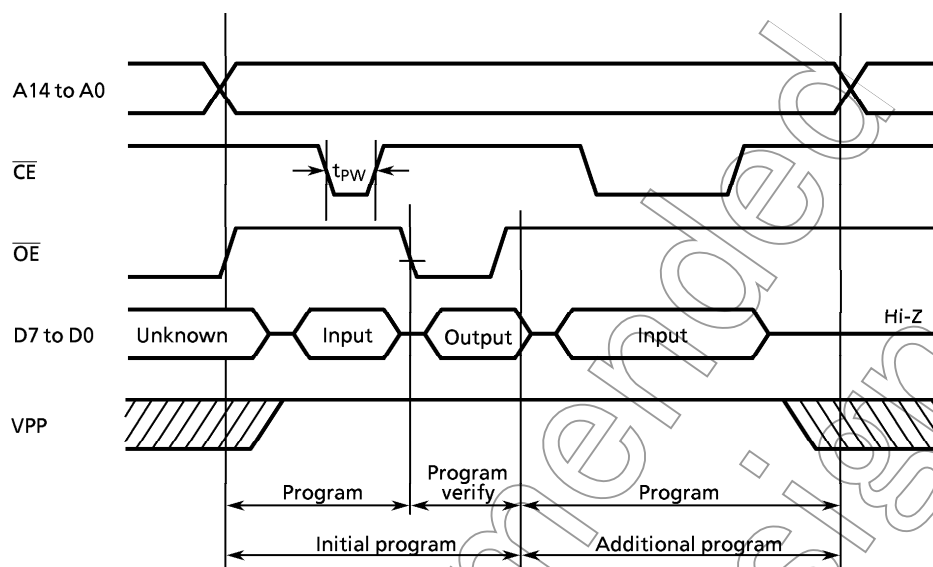 A14 to A0
CE
tPW
OE
D7 to D0
Unknown
Input
Output
Input
Hi-Z
VPP
Program
Program
verify
Program
Initial program
Additional program